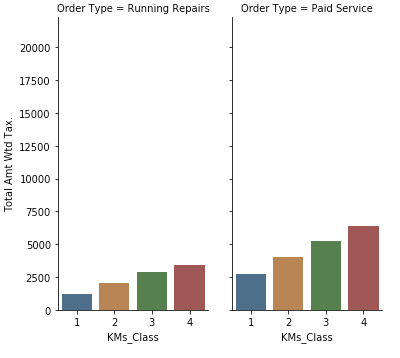 Order Type = Running Repairs
Order Type = Paid Service
20000
17500
15000
12500
10000
7500
5000
2500
0
Total Amt Wtd Tax.
1 2 3 4
KMs_Class
1 2 3 4
KMs_Class